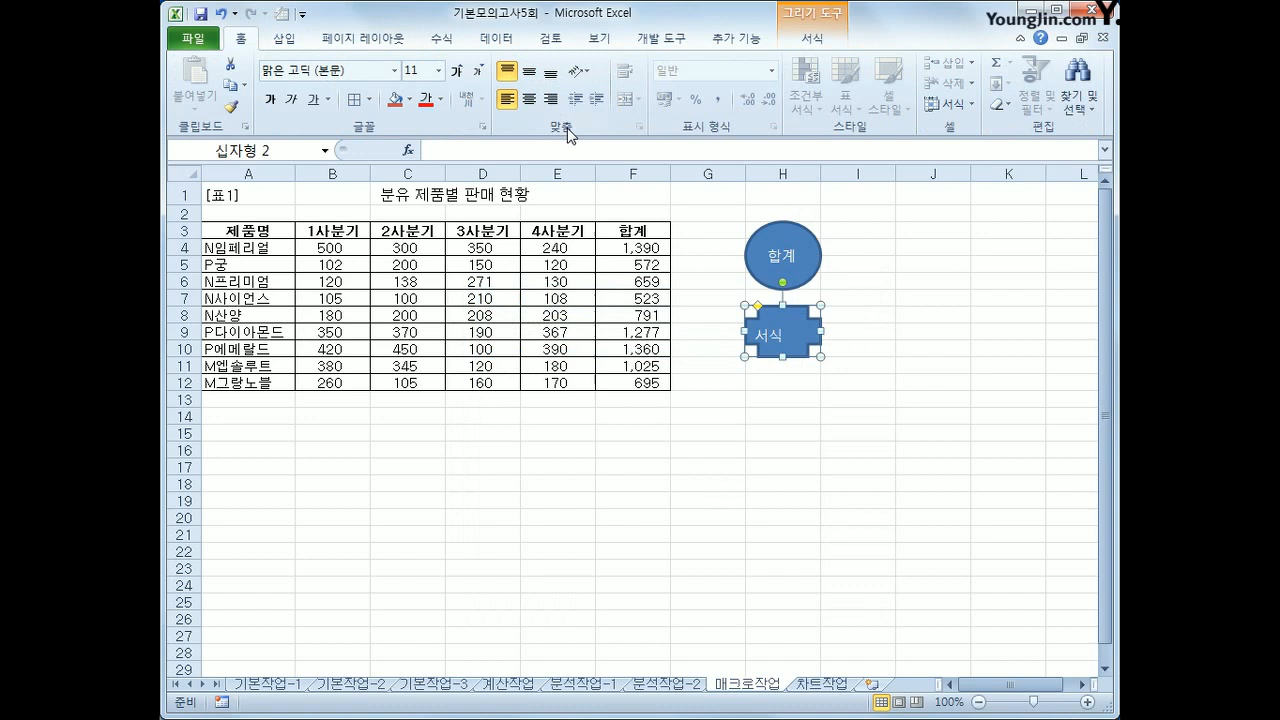 기본모의고사5회 - Microsoft Excel
그리기 도구
YoungJin.com Y.
파일 홈 삽입 페이지 레이아웃 수식 데이터 검토 보기 개발 도구 추가 기능 서식
맑은 고딕 (본문) 11 일반
붙여넣기 가 가 가 가 가 가 내천 % 조건부 서식 표 서식 셀 스타일 삽입 삭제 서식 정렬 및 필터 찾기 및 선택
클립보드 글꼴 맞춤 표시 형식 스타일 셀 편집
십자형 2 fx
A B C D E F G H I J K L
1 [표1] 분유 제품별 판매 현황
2
3 제품명 1사분기 2사분기 3사분기 4사분기 합계
4 N임페리얼 500 300 350 240 1,390
5 P궁 102 200 150 120 572 합계
6 N프리미엄 120 138 271 130 659
7 N사이언스 105 100 210 108 523
8 N산양 180 200 208 203 791
9 P다이아몬드 350 370 190 367 1,277 서식
10 P에메랄드 420 450 100 390 1,360
11 M엡솔루트 380 345 120 180 1,025
12 M그랑노블 260 105 160 170 695
13
14
15
16
17
18
19
20
21
22
23
24
25
26
27
28
29
기본작업-1 기본작업-2 기본작업-3 계산작업 분석작업-1 분석작업-2 매크로작업 차트작업
준비 100%